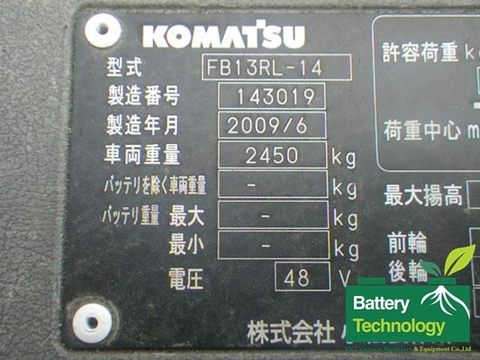 KOMATSU
型式 FB13RL-14
製造番号 143019
製造年月 2009/6
車両重量 2450 kg
バッテリを除く車両重量 - kg
バッテリ重量 最大 - kg
最小 - kg
電圧 48 V
株式会社
許容荷重 k
荷重中心 m
最大揚高
前輪
後輪
Battery
Technology
& Equipment Co.,Ltd